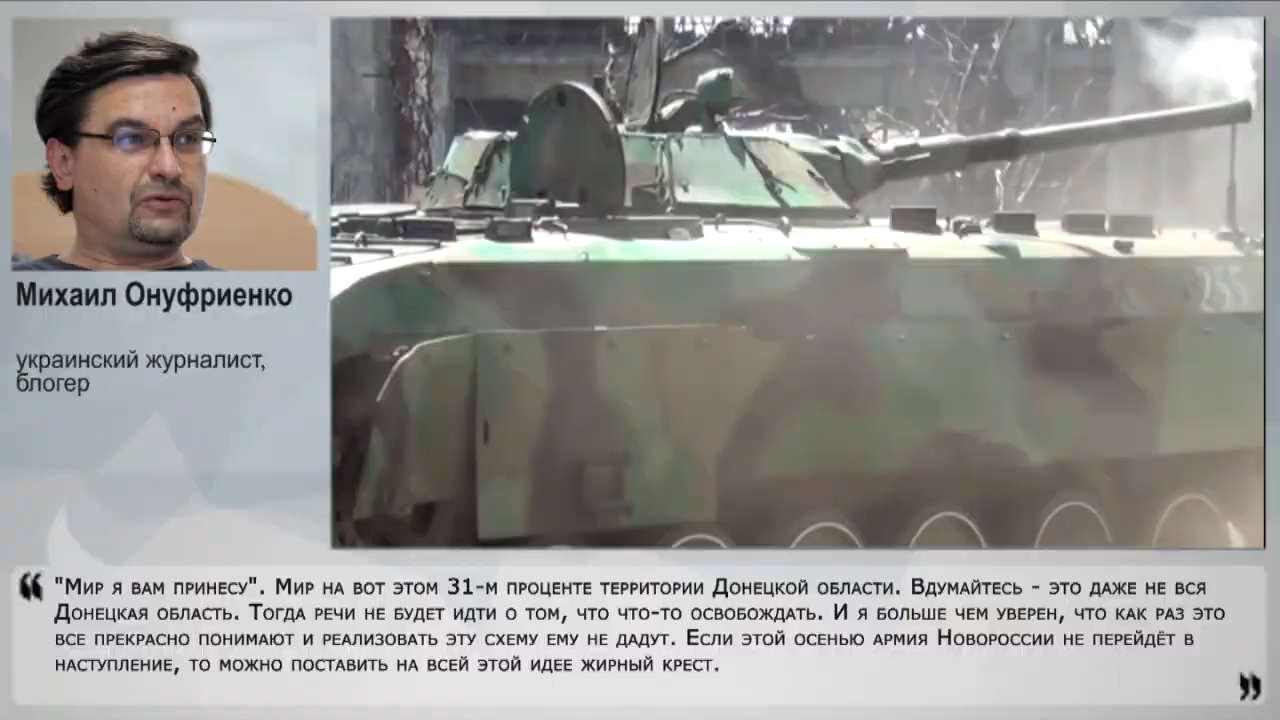 Михаил Онуфриенко
украинский журналист,
блогер
255
"Мир я вам принесу". Мир на вот этом 31-м проценте территории Донецкой области. Вдумайтесь - это даже не вся
Донецкая область. Тогда речи не будет идти о том, что что-то освобождать. И я больше чем уверен, что как раз это
все прекрасно понимают и реализовать эту схему ему не дадут. Если этой осенью армия Новороссии не перейдёт в
наступление, то можно поставить на всей этой идее жирный крест.